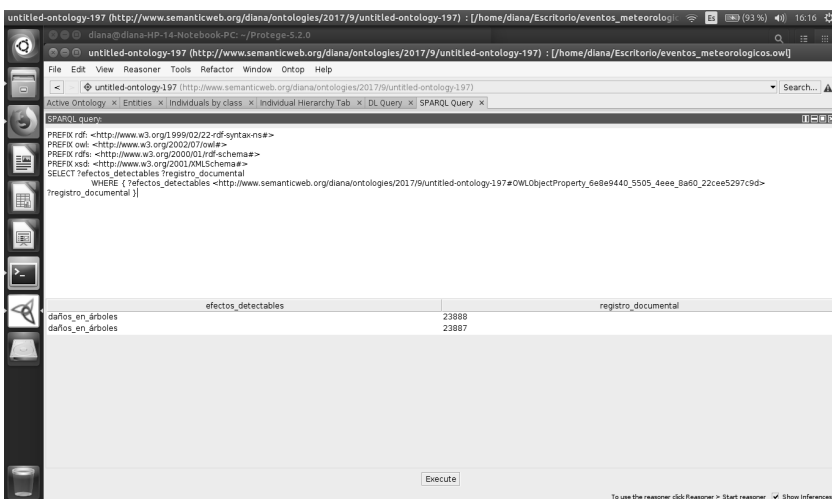 untitled-ontology-197 (http://www.semanticweb.org/diana/ontologies/2017/9/untitled-ontology-197) : [/home/diana/Escritorio/eventos_meteorologic
Es
(93 %)
16:16
diana@diana-HP-14-Notebook-PC: ~/Protege-5.2.0
untitled-ontology-197 (http://www.semanticweb.org/diana/ontologies/2017/9/untitled-ontology-197) : [/home/diana/Escritorio/eventos_meteorologicos.owl]
File Edit View Reasoner Tools Refactor Window Ontop Help
< > untitled-ontology-197 (http://www.semanticweb.org/diana/ontologies/2017/9/untitled-ontology-197) Search...
Active Ontology × Entities × Individuals by class × Individual Hierarchy Tab × DL Query × SPARQL Query ×
SPARQL query:
PREFIX rdf: <http://www.w3.org/1999/02/22-rdf-syntax-ns#>
PREFIX owl: <http://www.w3.org/2002/07/owl#>
PREFIX rdfs: <http://www.w3.org/2000/01/rdf-schema#>
PREFIX xsd: <http://www.w3.org/2001/XMLSchema#>
SELECT ?efectos_detectables ?registro_documental
WHERE { ?efectos_detectables <http://www.semanticweb.org/diana/ontologies/2017/9/untitled-ontology-197#OWLObjectProperty_6e8e9440_5505_4eee_8a60_22cee5297c9d>
?registro_documental }
efectos_detectables registro_documental
daños_en_árboles 23888
daños_en_árboles 23887
Execute
To use the reasoner click Reasoner > Start reasoner Show Inferences